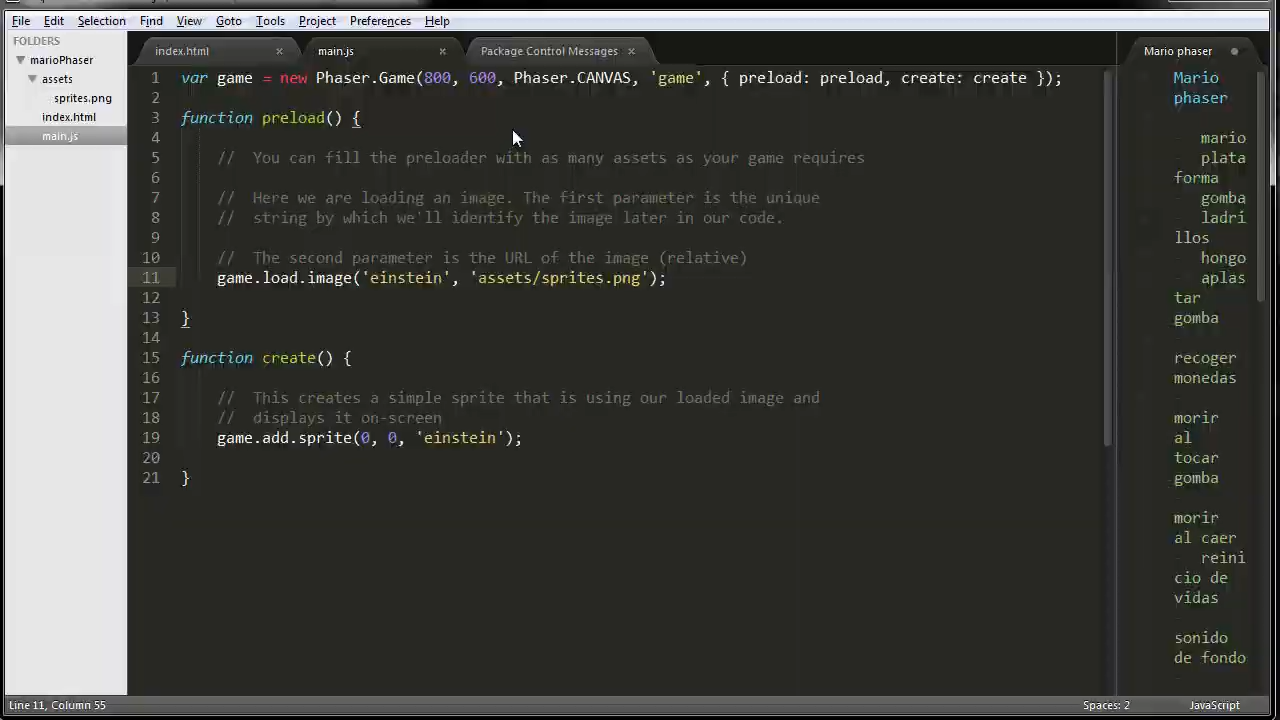 File Edit Selection Find View Goto Tools Project Preferences Help
FOLDERS
marioPhaser
assets
sprites.png
index.html
main.js
index.html × main.js × Package Control Messages ×
1 var game = new Phaser.Game(800, 600, Phaser.CANVAS, 'game', { preload: preload, create: create });
2
3 function preload() {
4
5 // You can fill the preloader with as many assets as your game requires
6
7 // Here we are loading an image. The first parameter is the unique
8 // string by which we'll identify the image later in our code.
9
10 // The second parameter is the URL of the image (relative)
11 game.load.image('einstein', 'assets/sprites.png');
12
13 }
14
15 function create() {
16
17 // This creates a simple sprite that is using our loaded image and
18 // displays it on-screen
19 game.add.sprite(0, 0, 'einstein');
20
21 }
Mario phaser
Mario
phaser
mario
plata
forma
gomba
ladri
llos
hongo
aplas
tar
gomba
recoger
monedas
morir
al
tocar
gomba
morir
al caer
reini
cio de
vidas
sonido
de fondo
Line 11, Column 55
Spaces: 2
JavaScript